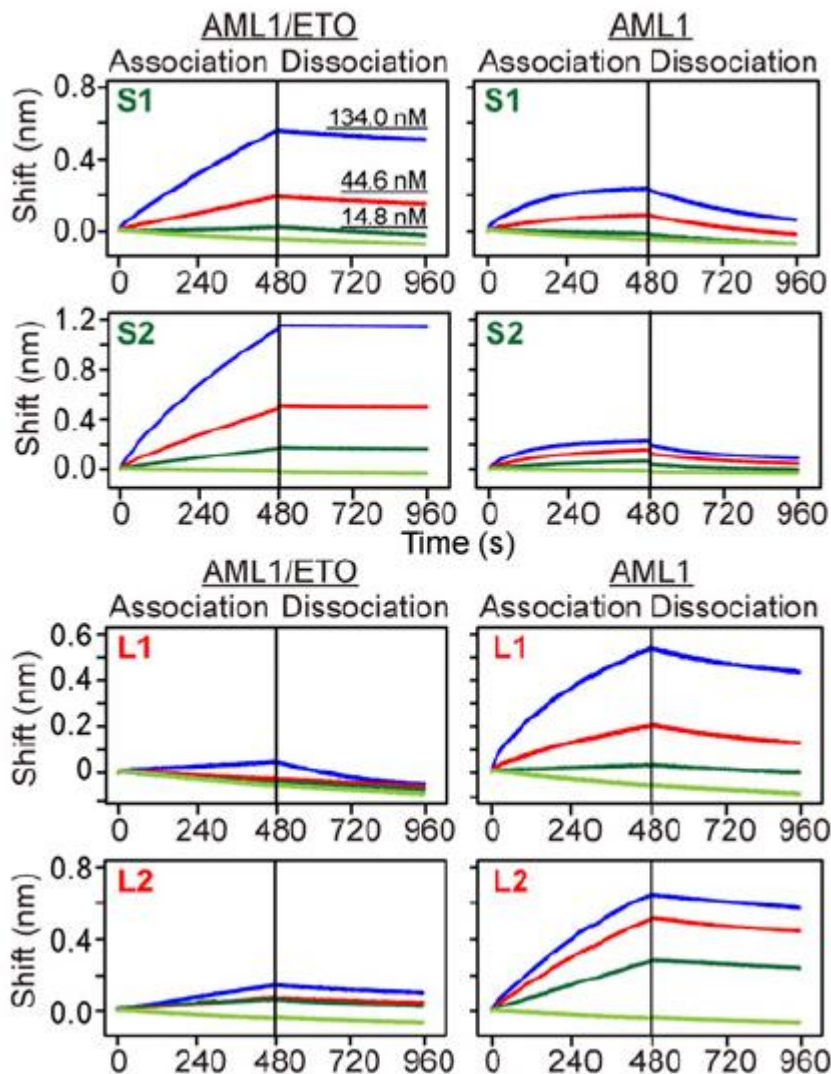 AML1/ETO AML1
Association Dissociation Association Dissociation
S1 S1
134.0 nM
44.6 nM
14.8 nM
Shift (nm)
0.8
0.4
0.0
0 240 480 720 960 0 240 480 720 960
S2 S2
Shift (nm)
1.2
0.8
0.4
0.0
0 240 480 720 960 0 240 480 720 960
Time (s)
AML1/ETO AML1
Association Dissociation Association Dissociation
L1 L1
Shift (nm)
0.6
0.4
0.2
0
0 240 480 720 960 0 240 480 720 960
L2 L2
Shift (nm)
0.8
0.4
0.0
0 240 480 720 960 0 240 480 720 960